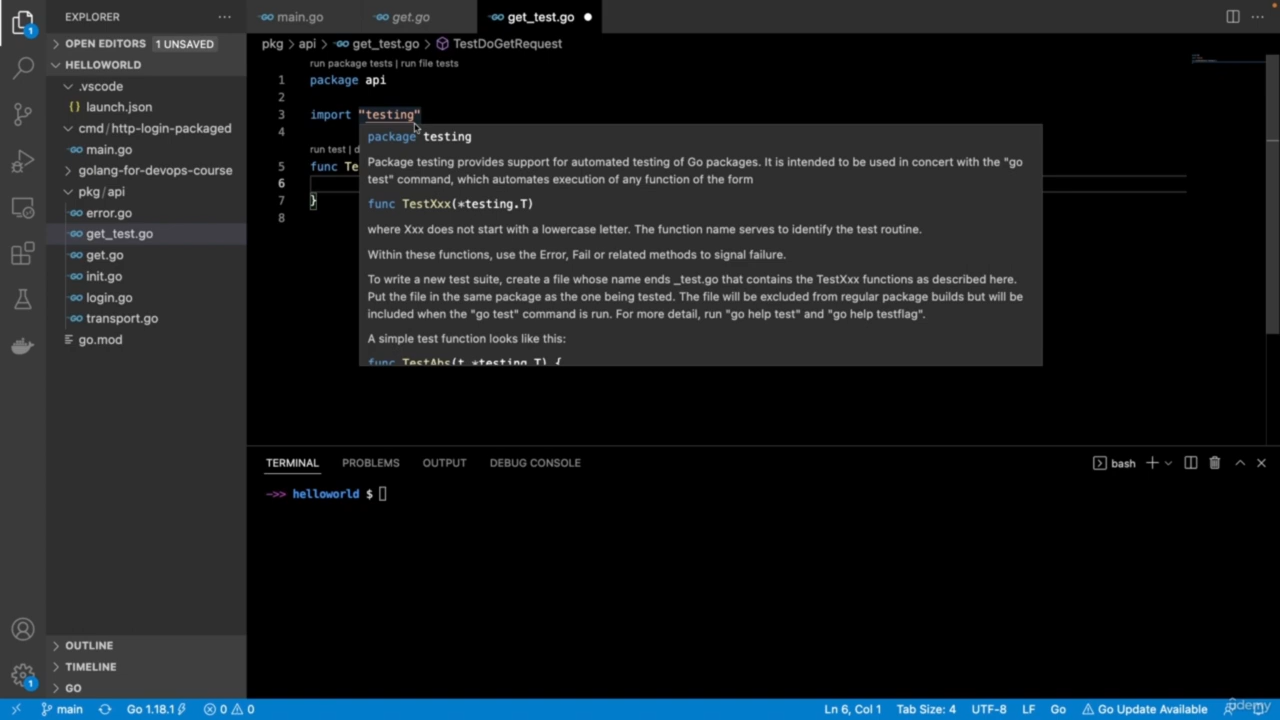 EXPLORER
main.go
get.go
get_test.go
OPEN EDITORS 1 UNSAVED
pkg api get_test.go TestDoGetRequest
HELLOWORLD
.vscode
launch.json
cmd/http-login-packaged
main.go
golang-for-devops-course
pkg/api
error.go
get_test.go
get.go
init.go
login.go
transport.go
go.mod
OUTLINE
TIMELINE
GO
run package tests | run file tests
1 package api
2
3 import "testing"
4
run test | d
5 func Te
6
7 }
8
package testing
Package testing provides support for automated testing of Go packages. It is intended to be used in concert with the "go
test" command, which automates execution of any function of the form
func TestXxx(*testing.T)
where Xxx does not start with a lowercase letter. The function name serves to identify the test routine.
Within these functions, use the Error, Fail or related methods to signal failure.
To write a new test suite, create a file whose name ends _test.go that contains the TestXxx functions as described here.
Put the file in the same package as the one being tested. The file will be excluded from regular package builds but will be
included when the "go test" command is run. For more detail, run "go help test" and "go help testflag".
A simple test function looks like this:
func TestAbs(t *testing.T) {
TERMINAL PROBLEMS OUTPUT DEBUG CONSOLE bash
->> helloworld $
1
1
main Go 1.18.1 0 0 Ln 6, Col 1 Tab Size: 4 UTF-8 LF Go Go Update Available
udemy